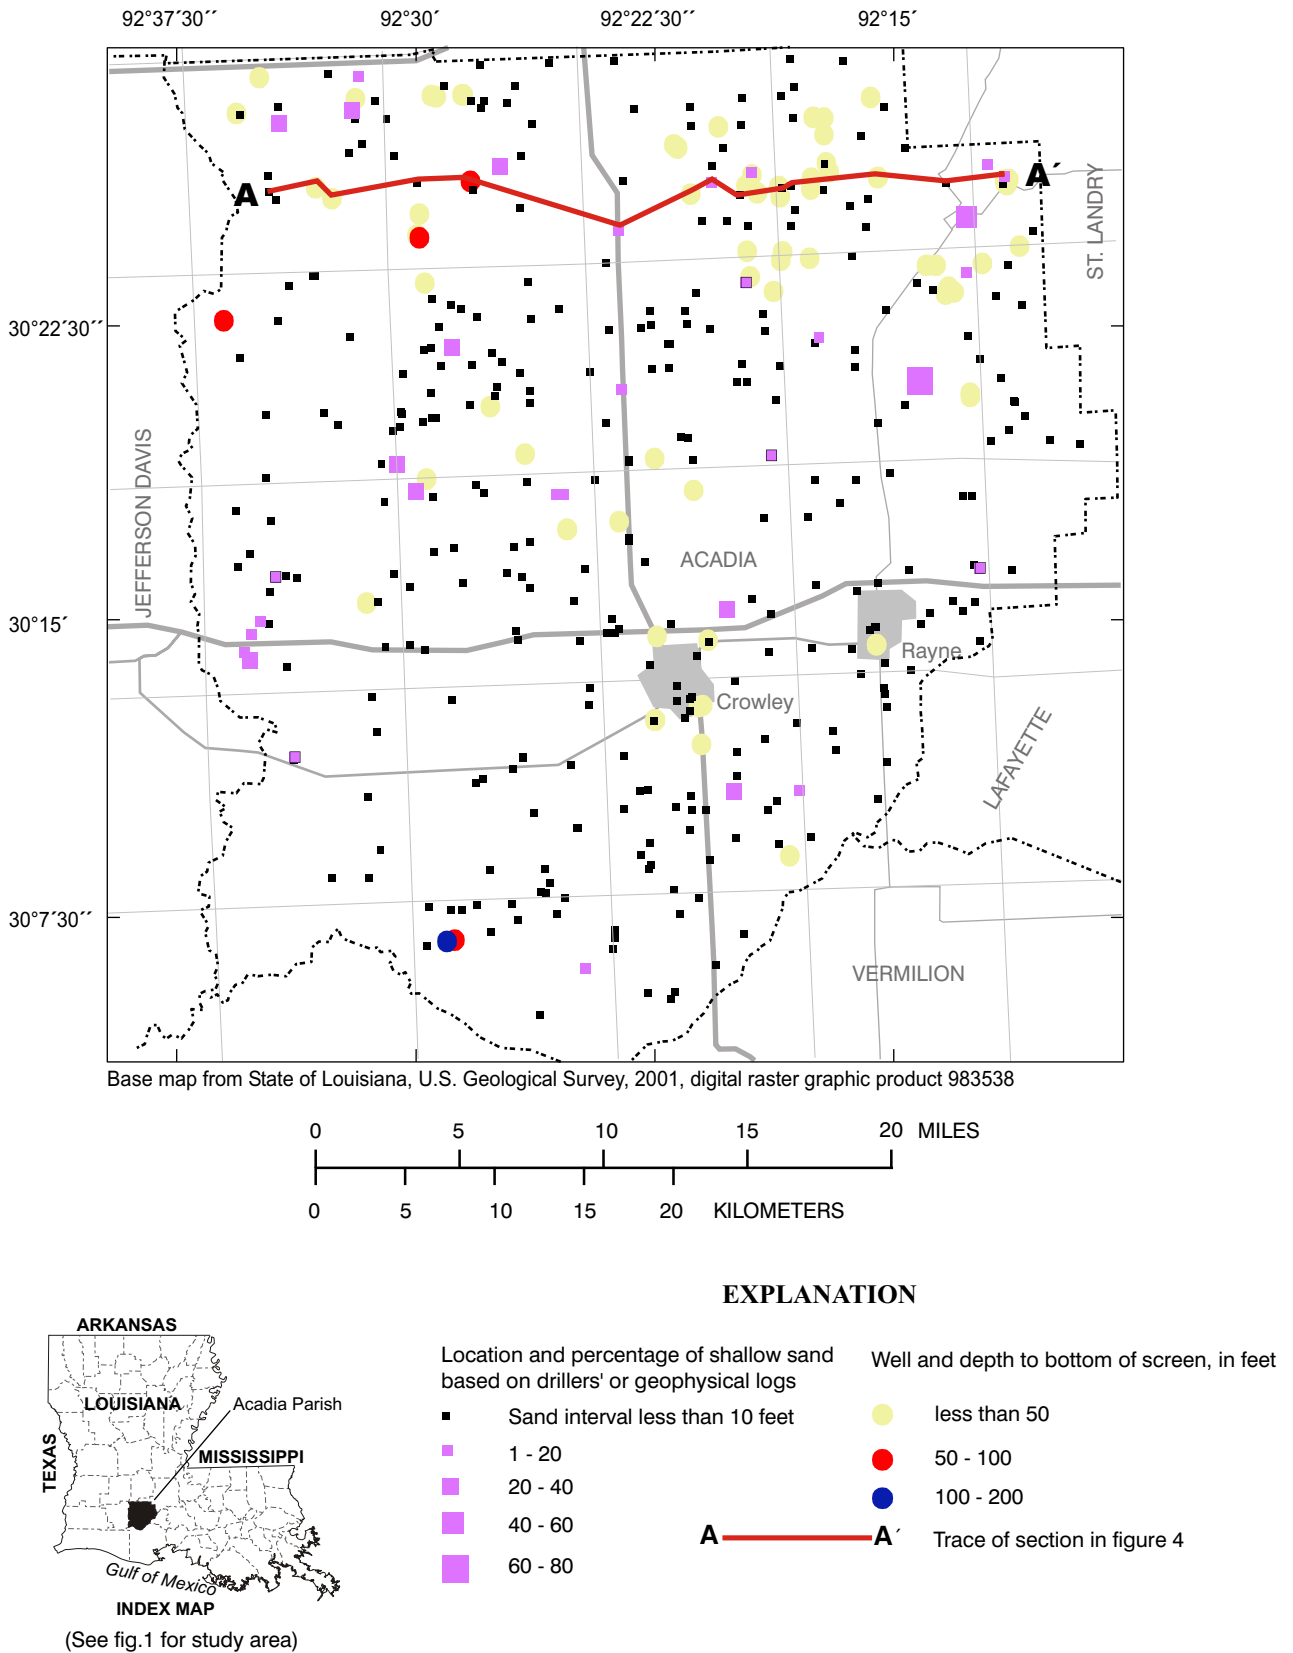 92°37´30´´ 92°30´ 92°22´30´´ 92°15´
A A´
ST. LANDRY
30°22´30´´
JEFFERSON DAVIS
ACADIA
30°15´
Rayne
Crowley
LAFAYETTE
30°7´30´´
VERMILION
Base map from State of Louisiana, U.S. Geological Survey, 2001, digital raster graphic product 983538
0 5 10 15 20 MILES
0 5 10 15 20 KILOMETERS
EXPLANATION
Location and percentage of shallow sand
based on drillers' or geophysical logs
Sand interval less than 10 feet
1 - 20
20 - 40
40 - 60
60 - 80
Well and depth to bottom of screen, in feet
less than 50
50 - 100
100 - 200
A A´ Trace of section in figure 4
ARKANSAS
LOUISIANA
Acadia Parish
TEXAS
MISSISSIPPI
Gulf of Mexico
INDEX MAP
(See fig.1 for study area)